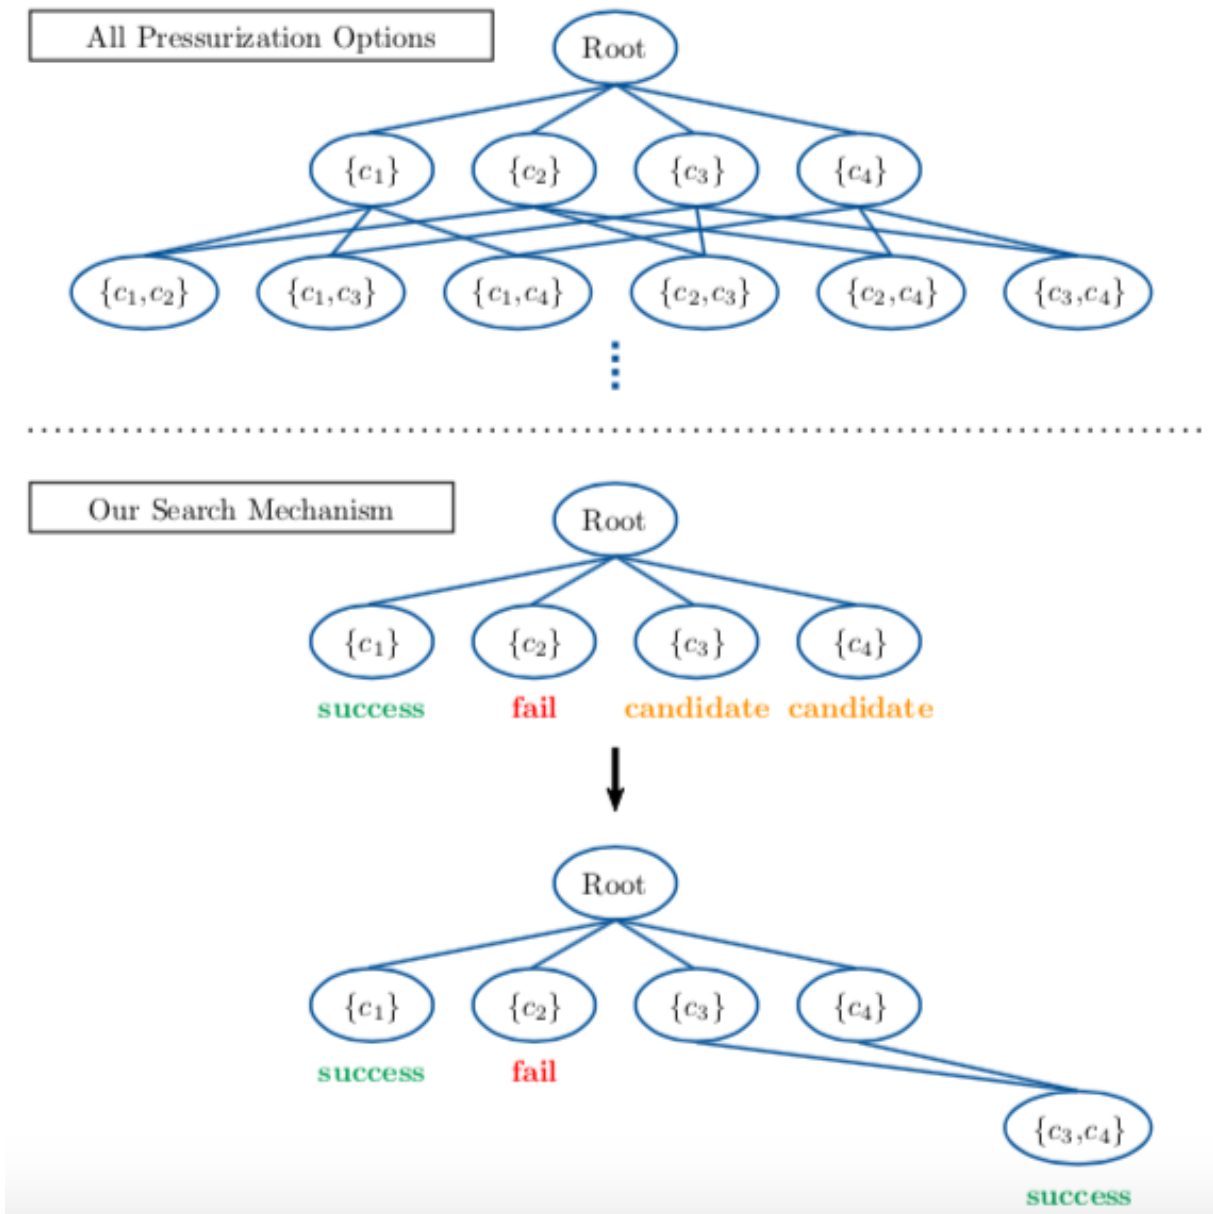 All Pressurization Options
Root
{c₁} {c₂} {c₃} {c₄}
{c₁,c₂} {c₁,c₃} {c₁,c₄} {c₂,c₃} {c₂,c₄} {c₃,c₄}
Our Search Mechanism
Root
{c₁} {c₂} {c₃} {c₄}
success fail candidate candidate
Root
{c₁} {c₂} {c₃} {c₄}
success fail
{c₃,c₄}
success